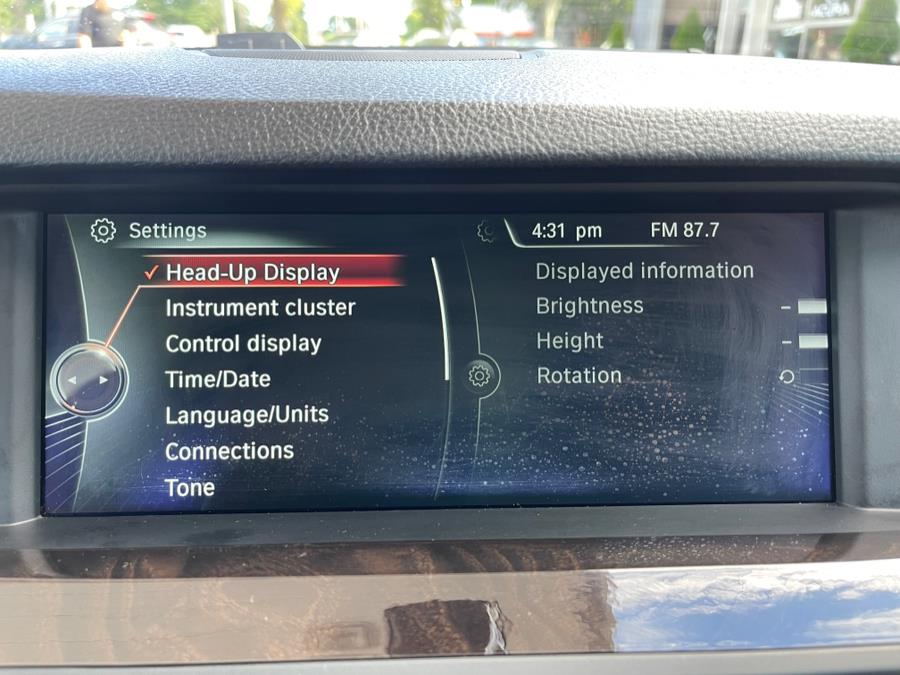 Settings
4:31 pm FM 87.7
Head-Up Display
Instrument cluster
Control display
Time/Date
Language/Units
Connections
Tone
Displayed information
Brightness
Height
Rotation